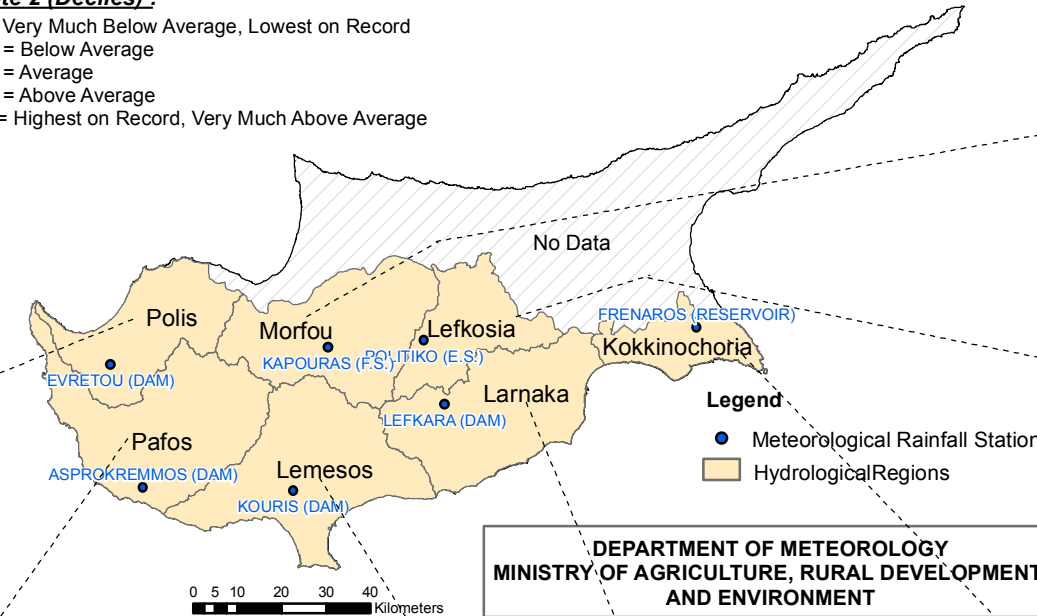 2 (Deciles) :
Very Much Below Average, Lowest on Record
= Below Average
= Average
= Above Average
= Highest on Record, Very Much Above Average
No Data
Polis
Morfou
Lefkosia
FRENAROS (RESERVOIR)
Kokkinochoria
EVRETOU (DAM)
KAPOURAS (F.S.)
POLITIKO (E.S.)
Larnaka
LEFKARA (DAM)
Pafos
Lemesos
ASPROKREMMOS (DAM)
KOURIS (DAM)
Legend
Meteorological Rainfall Station
HydrologicalRegions
DEPARTMENT OF METEOROLOGY
MINISTRY OF AGRICULTURE, RURAL DEVELOPMENT
AND ENVIRONMENT
0 5 10 20 30 40
Kilometers